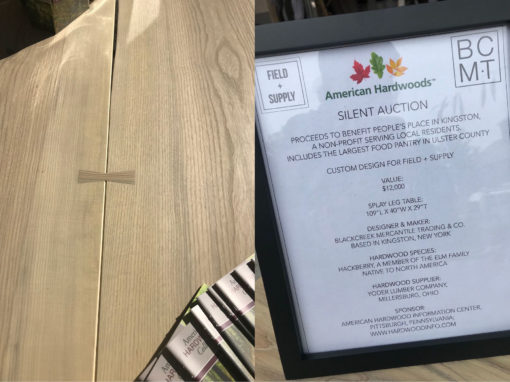 FIELD
+
SUPPLY
American Hardwoods™
BC
M·T
SILENT AUCTION
PROCEEDS TO BENEFIT PEOPLE'S PLACE IN KINGSTON,
A NON-PROFIT SERVING LOCAL RESIDENTS,
INCLUDES THE LARGEST FOOD PANTRY IN ULSTER COUNTY
CUSTOM DESIGN FOR FIELD + SUPPLY
VALUE:
$12,000
SPLAY LEG TABLE:
109"L X 40"W X 29"T
DESIGNER & MAKER:
BLACKCREEK MERCANTILE TRADING & CO.
BASED IN KINGSTON, NEW YORK
HARDWOOD SPECIES:
HACKBERRY, A MEMBER OF THE ELM FAMILY
NATIVE TO NORTH AMERICA
HARDWOOD SUPPLIER:
YODER LUMBER COMPANY,
MILLERSBURG, OHIO
SPONSOR:
AMERICAN HARDWOOD INFORMATION CENTER,
PITTSBURGH, PENNSYLVANIA;
WWW.HARDWOODINFO.COM